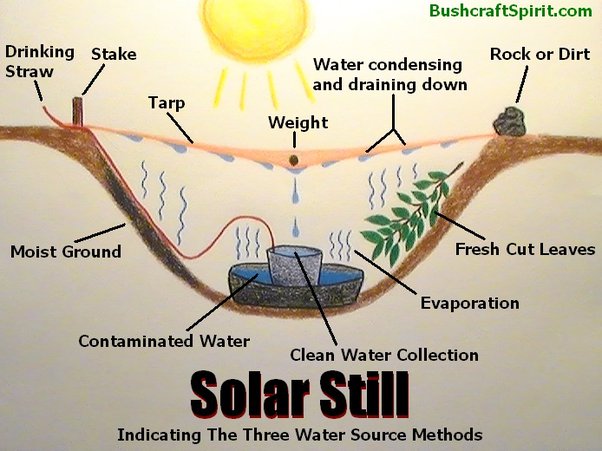 BushcraftSpirit.com
Drinking
Straw
Stake
Tarp
Weight
Water condensing
and draining down
Rock or Dirt
Moist Ground
Fresh Cut Leaves
Evaporation
Contaminated Water
Clean Water Collection
Solar Still
Indicating The Three Water Source Methods